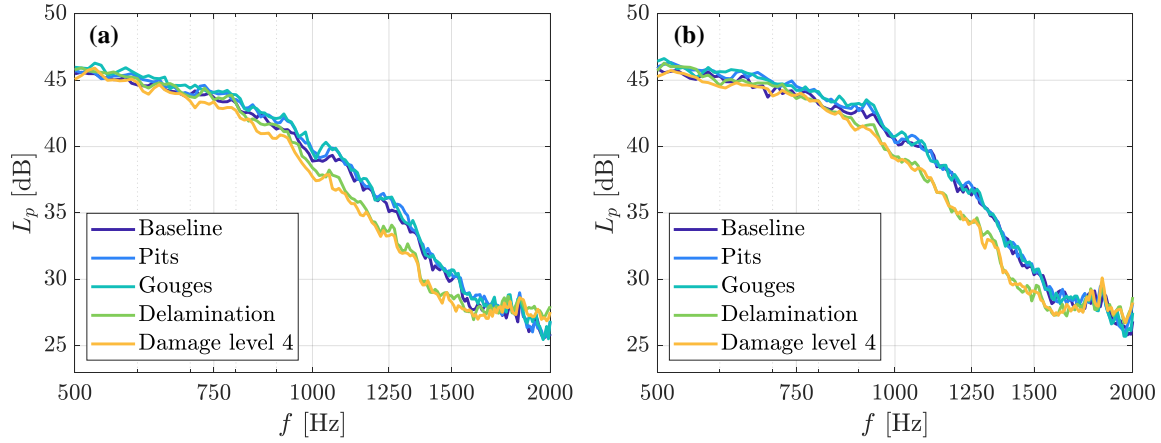 (a)
50
45
40
35
30
25
L_p [dB]
Baseline
Pits
Gouges
Delamination
Damage level 4
500 750 1000 1250 1500 2000
f [Hz]
(b)
50
45
40
35
30
25
L_p [dB]
Baseline
Pits
Gouges
Delamination
Damage level 4
500 750 1000 1250 1500 2000
f [Hz]